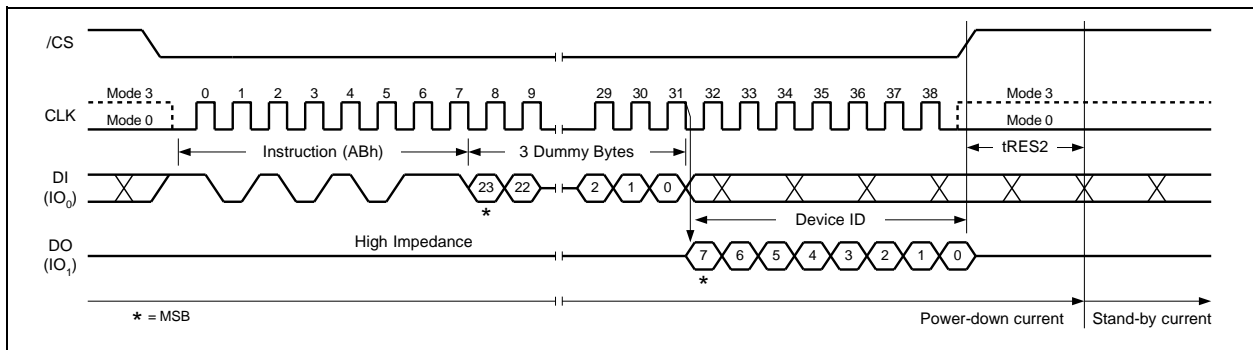 /CS
Mode 3
0 1 2 3 4 5 6 7 8 9 29 30 31 32 33 34 35 36 37 38
Mode 3
CLK
Mode 0
Mode 0
Instruction (ABh)
3 Dummy Bytes
tRES2
DI
(IO0)
23 22 2 1 0
*
Device ID
DO
(IO1)
High Impedance
7 6 5 4 3 2 1 0
*
* = MSB
Power-down current
Stand-by current